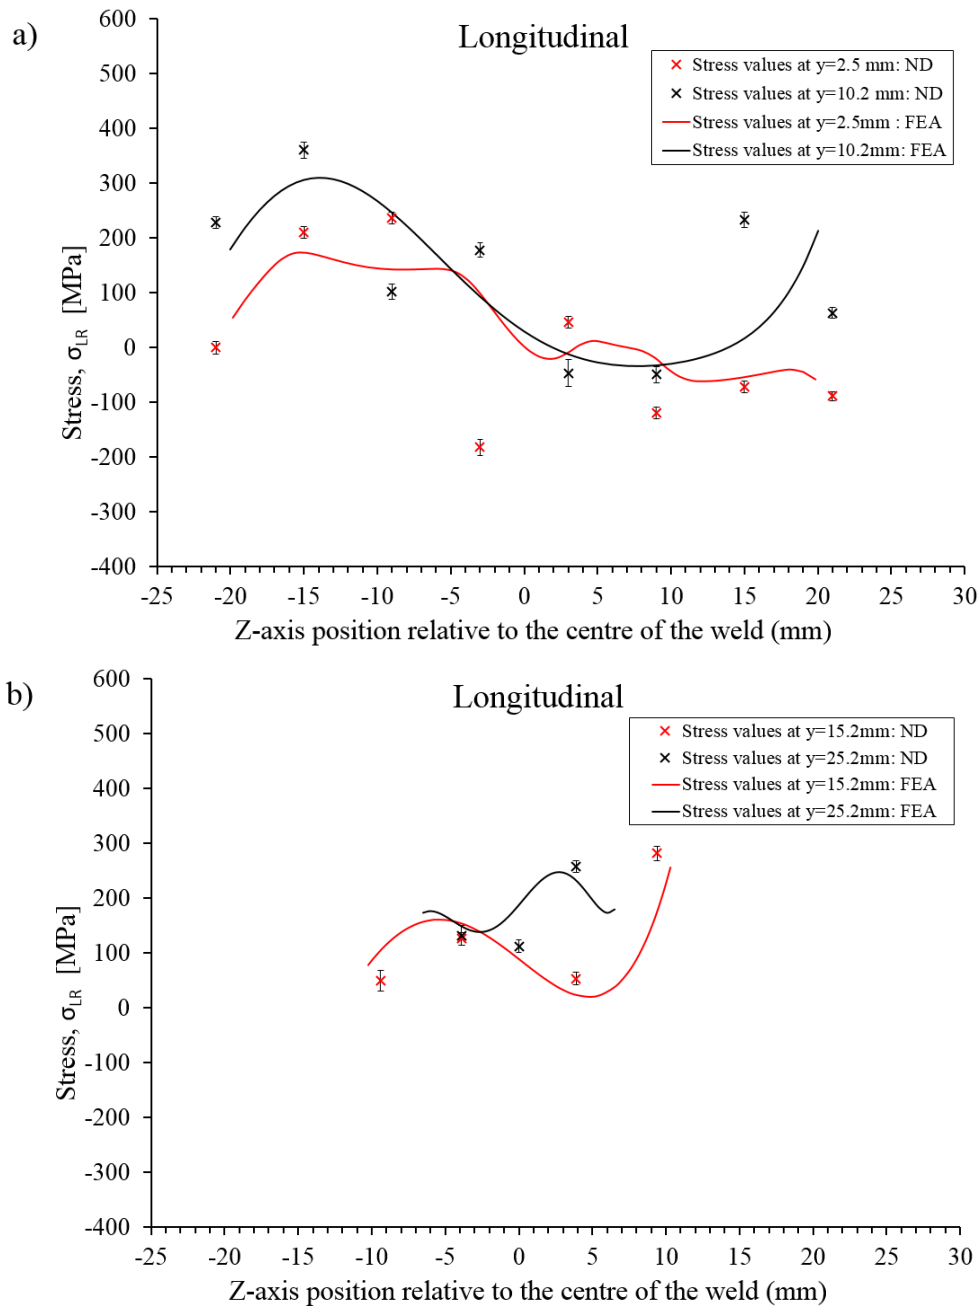 a)
Longitudinal
Stress values at y=2.5 mm: ND
Stress values at y=10.2 mm: ND
Stress values at y=2.5mm : FEA
Stress values at y=10.2mm: FEA
600
500
400
300
200
100
0
-100
-200
-300
-400
Stress, σLR [MPa]
-25 -20 -15 -10 -5 0 5 10 15 20 25 30
Z-axis position relative to the centre of the weld (mm)
b)
Longitudinal
Stress values at y=15.2mm: ND
Stress values at y=25.2mm: ND
Stress values at y=15.2mm: FEA
Stress values at y=25.2mm: FEA
600
500
400
300
200
100
0
-100
-200
-300
-400
Stress, σLR [MPa]
-25 -20 -15 -10 -5 0 5 10 15 20 25 30
Z-axis position relative to the centre of the weld (mm)